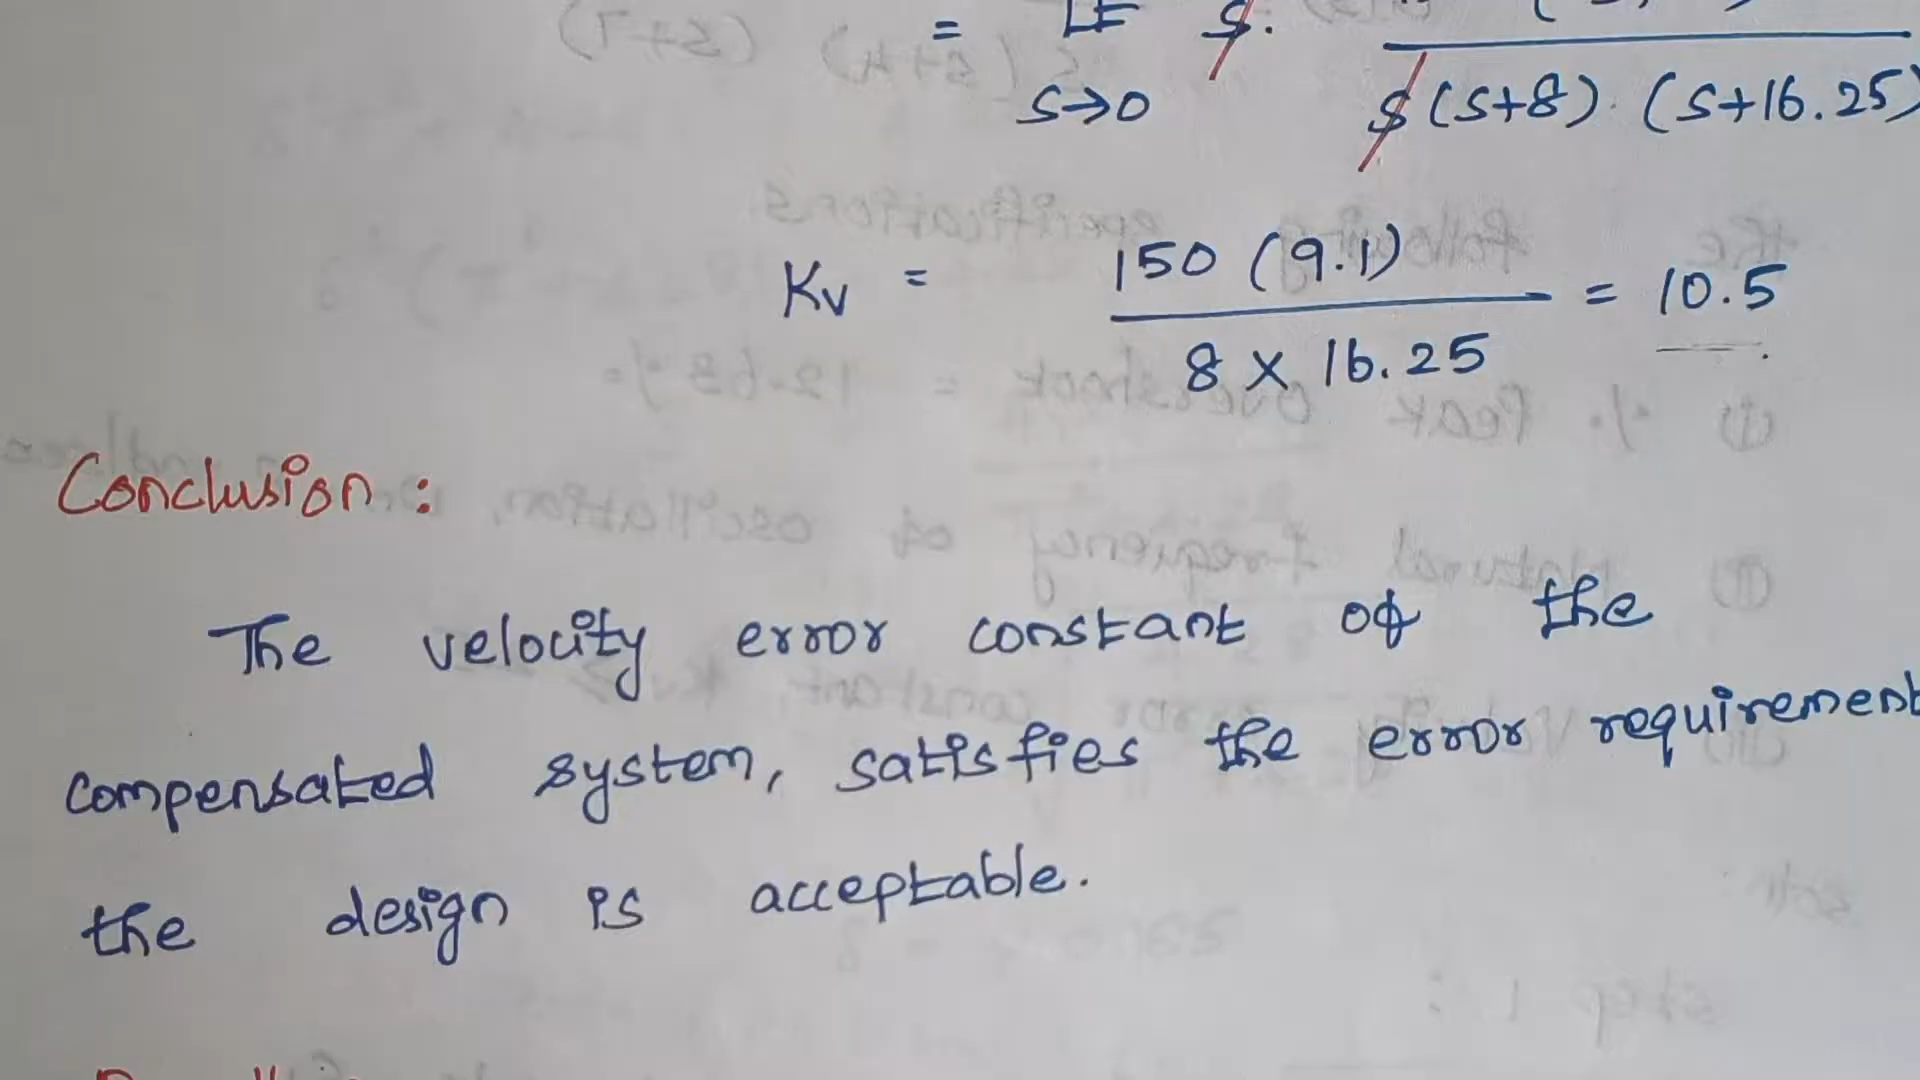 = Lt s.
s→0 s(s+8). (s+16.25)
Kv = 150 (9.1) / 8 × 16.25 = 10.5
Conclusion :
The velocity error constant of the
compensated system, satisfies the error requirement
the design is acceptable.